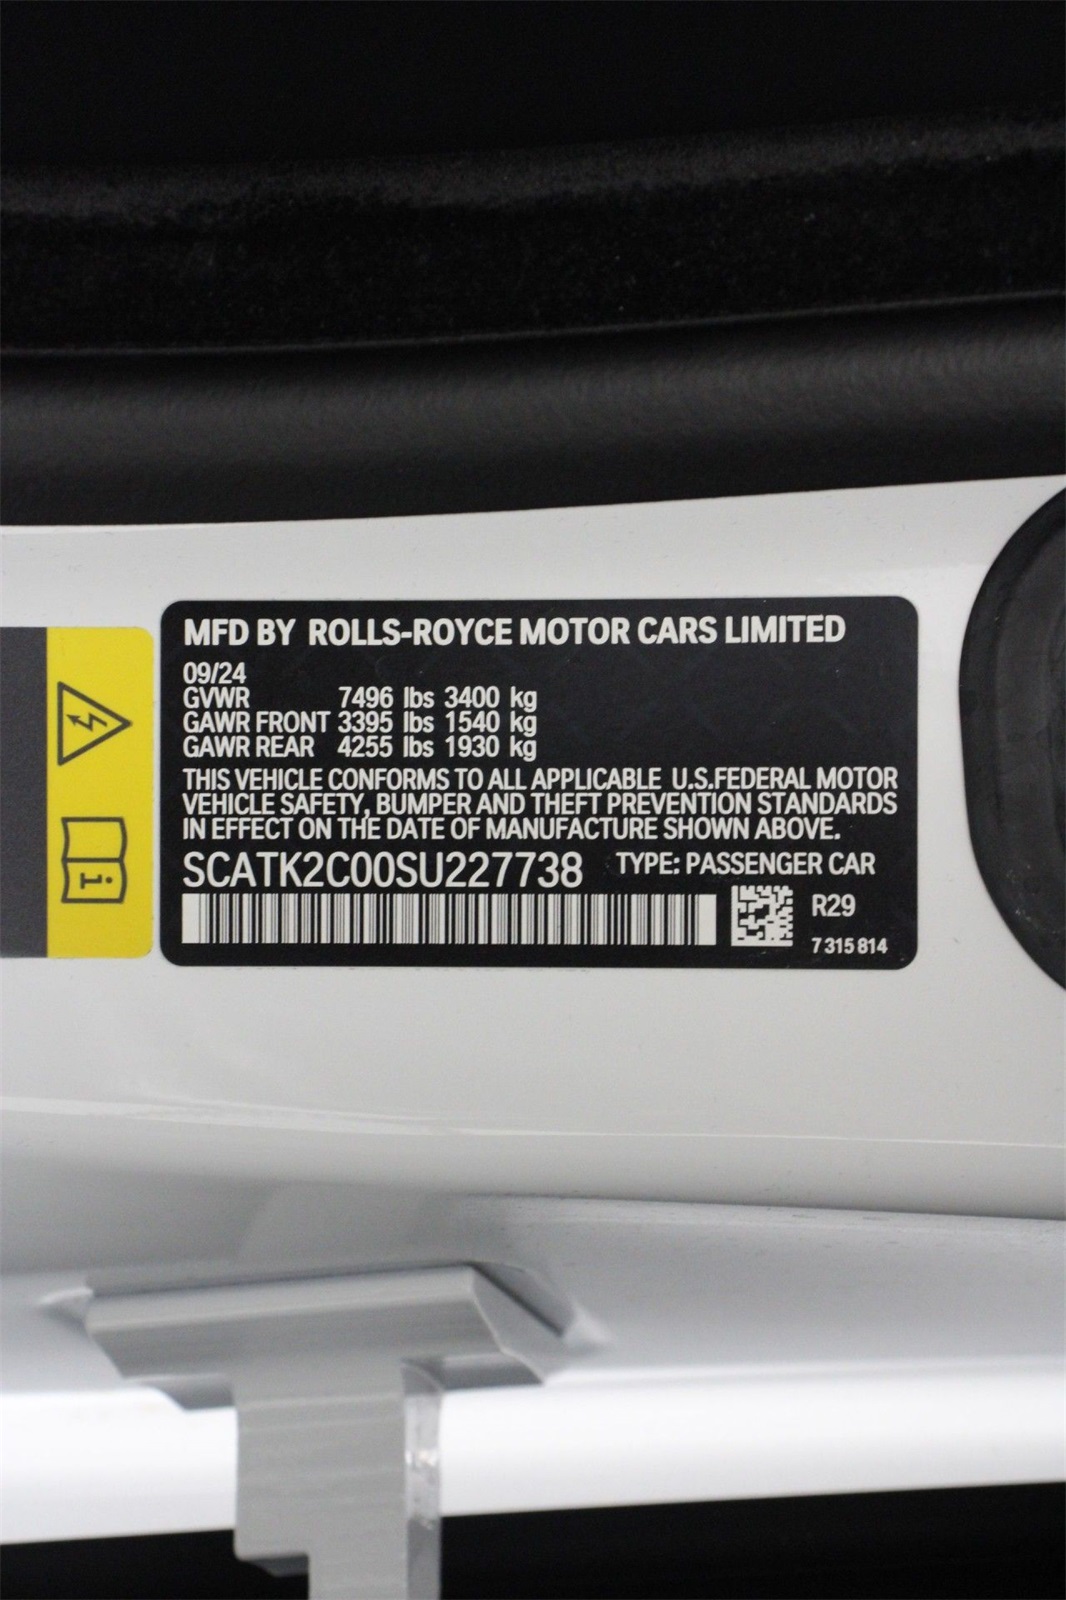 MFD BY ROLLS-ROYCE MOTOR CARS LIMITED
09/24
GVWR 7496 lbs 3400 kg
GAWR FRONT 3395 lbs 1540 kg
GAWR REAR 4255 lbs 1930 kg
THIS VEHICLE CONFORMS TO ALL APPLICABLE U.S.FEDERAL MOTOR
VEHICLE SAFETY, BUMPER AND THEFT PREVENTION STANDARDS
IN EFFECT ON THE DATE OF MANUFACTURE SHOWN ABOVE.
SCATK2C00SU227738 TYPE: PASSENGER CAR
R29
7 315 814
i